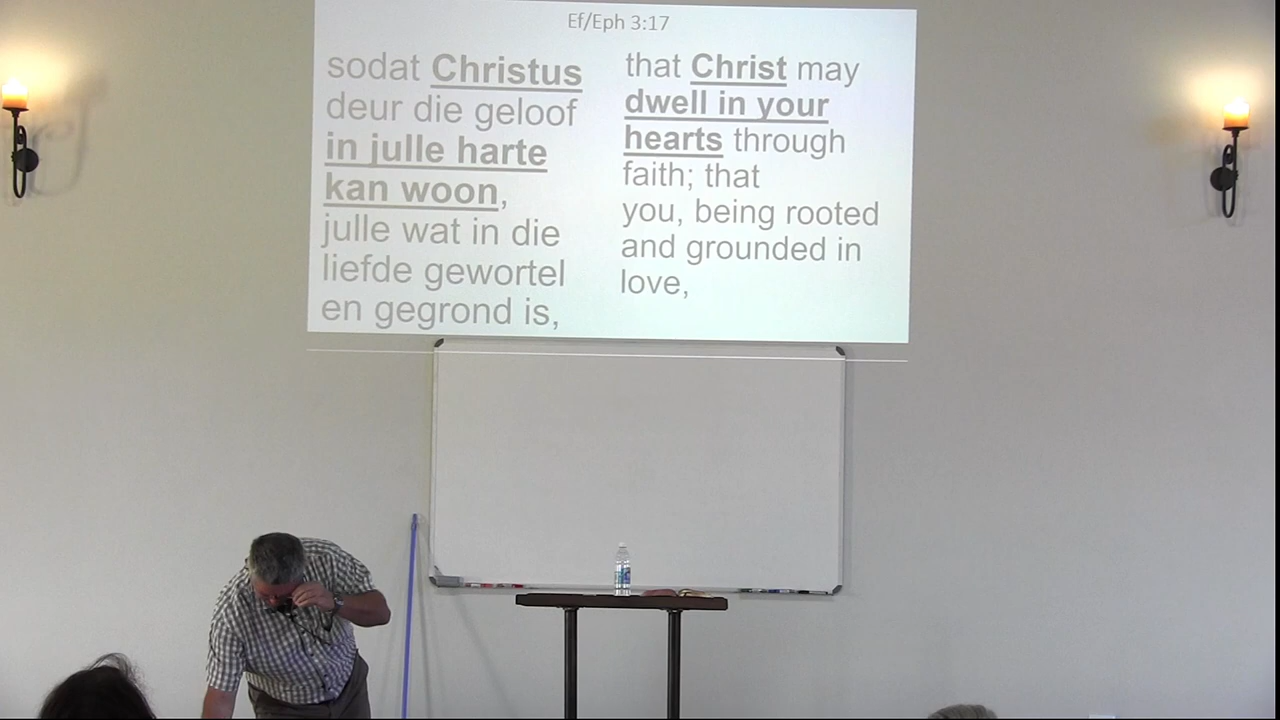 Ef/Eph 3:17
sodat Christus
deur die geloof
in julle harte
kan woon,
julle wat in die
liefde gewortel
en gegrond is,
that Christ may
dwell in your
hearts through
faith; that
you, being rooted
and grounded in
love,